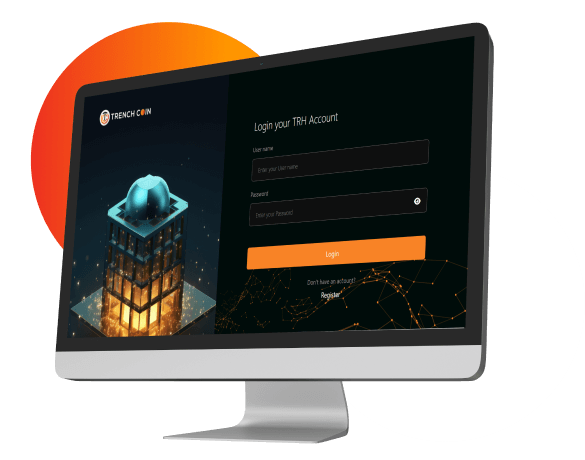 TRENCH COIN
Login your TRH Account
User name
Enter your User name
Password
Enter your Password
Login
Don't have an account?
Register